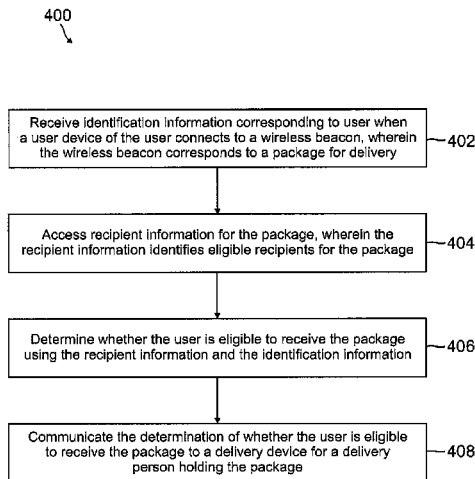 400
Receive identification information corresponding to user when
a user device of the user connects to a wireless beacon, wherein
the wireless beacon corresponds to a package for delivery
402
Access recipient information for the package, wherein the
recipient information identifies eligible recipients for the package
404
Determine whether the user is eligible to receive the package
using the recipient information and the identification information
406
Communicate the determination of whether the user is eligible
to receive the package to a delivery device for a delivery
person holding the package
408